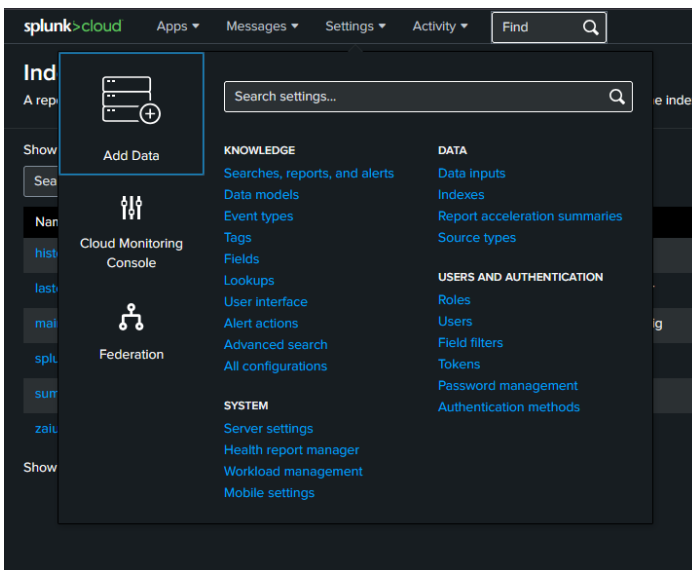 splunk>cloud Apps Messages Settings Activity Find
Ind
A rep
e inde
Add Data
Search settings...
Show
Sea
Nam
hist
laste
mai
ig
splu
sum
zaiu
Show
Cloud Monitoring
Console
Federation
KNOWLEDGE
Searches, reports, and alerts
Data models
Event types
Tags
Fields
Lookups
User interface
Alert actions
Advanced search
All configurations
SYSTEM
Server settings
Health report manager
Workload management
Mobile settings
DATA
Data inputs
Indexes
Report acceleration summaries
Source types
USERS AND AUTHENTICATION
Roles
Users
Field filters
Tokens
Password management
Authentication methods